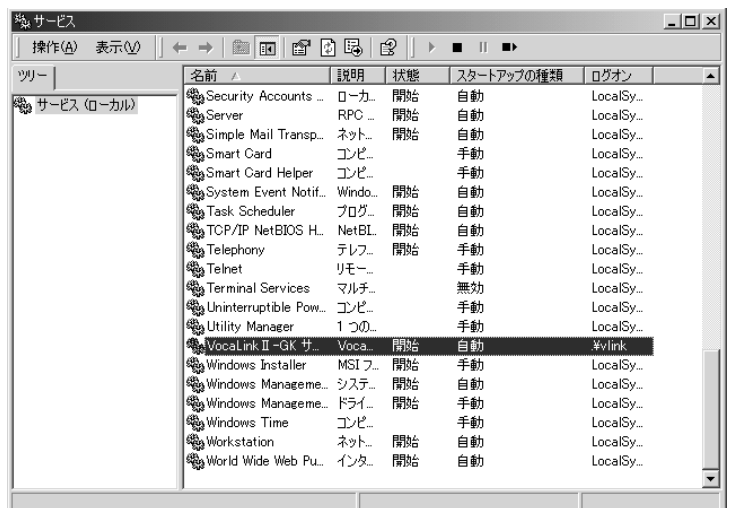 サービス
操作(A) 表示(V)
ツリー
サービス (ローカル)
名前 説明 状態 スタートアップの種類 ログオン
Security Accounts ... ローカ... 開始 自動 LocalSy...
Server RPC ... 開始 自動 LocalSy...
Simple Mail Transp... ネット... 開始 自動 LocalSy...
Smart Card コンピ... 手動 LocalSy...
Smart Card Helper コンピ... 手動 LocalSy...
System Event Notif... Windo... 開始 自動 LocalSy...
Task Scheduler プログ... 開始 自動 LocalSy...
TCP/IP NetBIOS H... NetBI... 開始 自動 LocalSy...
Telephony テレフ... 開始 手動 LocalSy...
Telnet リモー... 手動 LocalSy...
Terminal Services マルチ... 無効 LocalSy...
Uninterruptible Pow... コンピ... 手動 LocalSy...
Utility Manager 1 つの... 手動 LocalSy...
VocaLinkⅡ-GK サ... Voca... 開始 自動 .¥vlink
Windows Installer MSI フ... 開始 手動 LocalSy...
Windows Manageme... システ... 開始 自動 LocalSy...
Windows Manageme... ドライ... 開始 手動 LocalSy...
Windows Time コンピ... 手動 LocalSy...
Workstation ネット... 開始 自動 LocalSy...
World Wide Web Pu... インタ... 開始 自動 LocalSy...